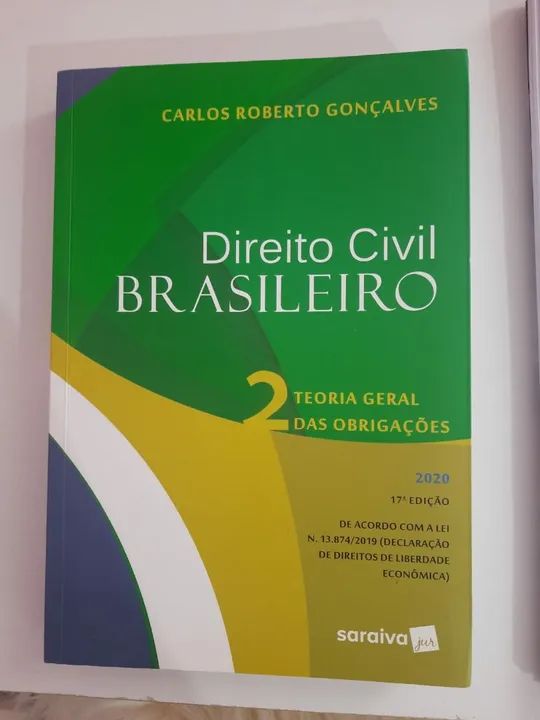 CARLOS ROBERTO GONÇALVES
Direito Civil
BRASILEIRO
2 TEORIA GERAL
DAS OBRIGAÇÕES
2020
17ª EDIÇÃO
DE ACORDO COM A LEI
N. 13.874/2019 (DECLARAÇÃO
DE DIREITOS DE LIBERDADE
ECONÔMICA)
saraiva jur